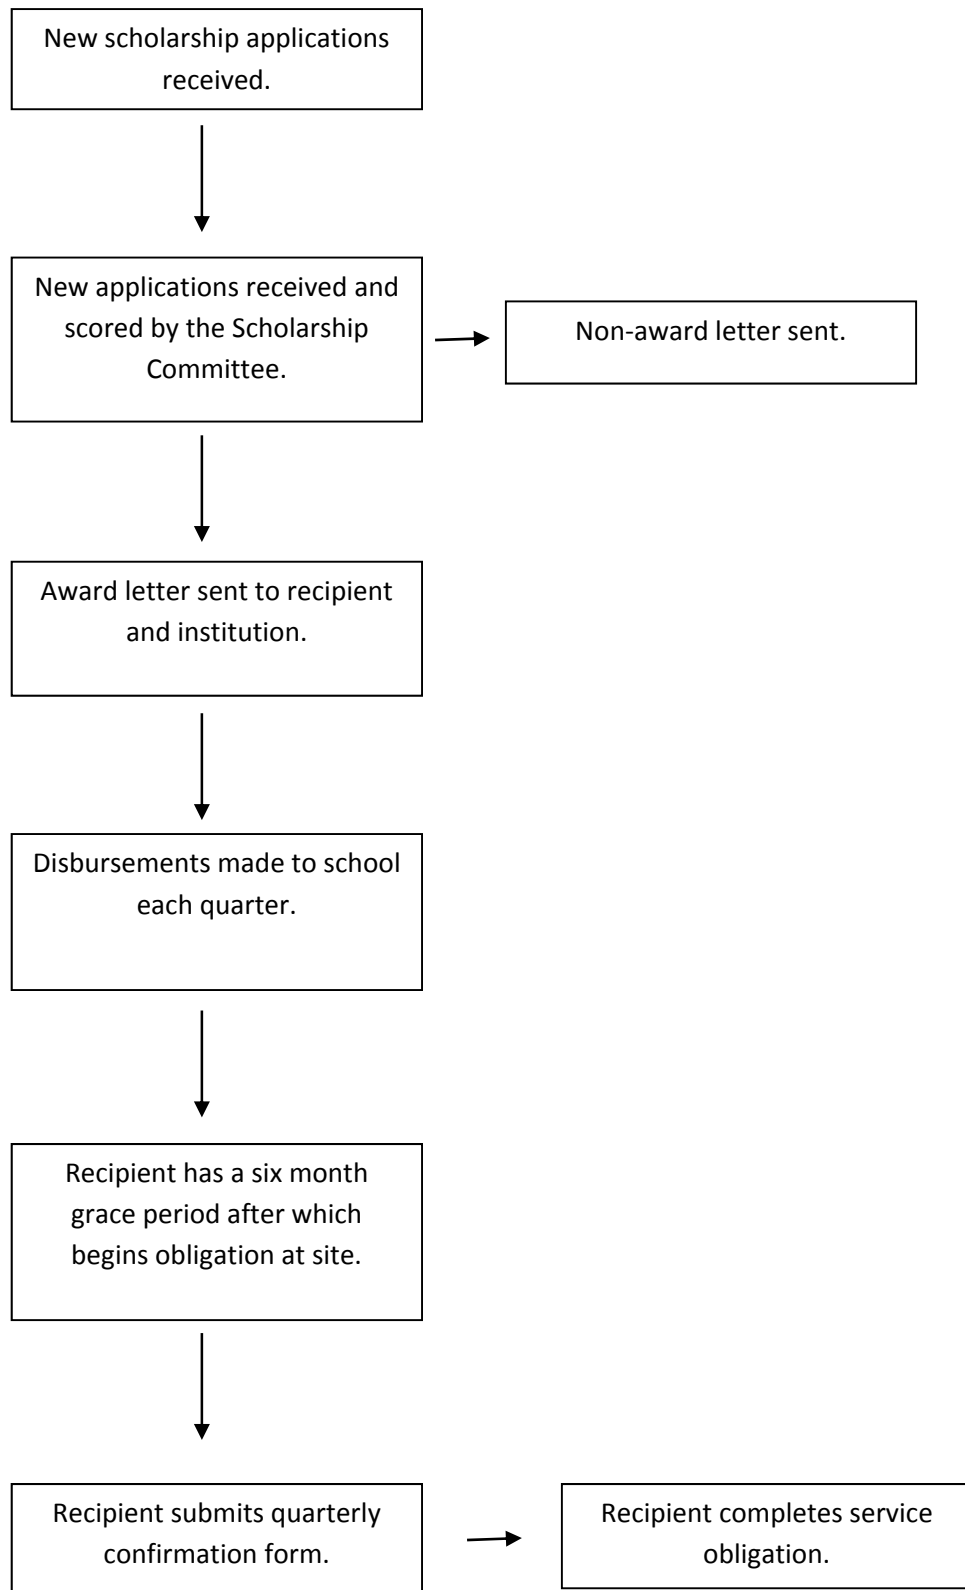 New scholarship applications
received.
New applications received and
scored by the Scholarship
Committee.
Non-award letter sent.
Award letter sent to recipient
and institution.
Disbursements made to school
each quarter.
Recipient has a six month
grace period after which
begins obligation at site.
Recipient submits quarterly
confirmation form.
Recipient completes service
obligation.